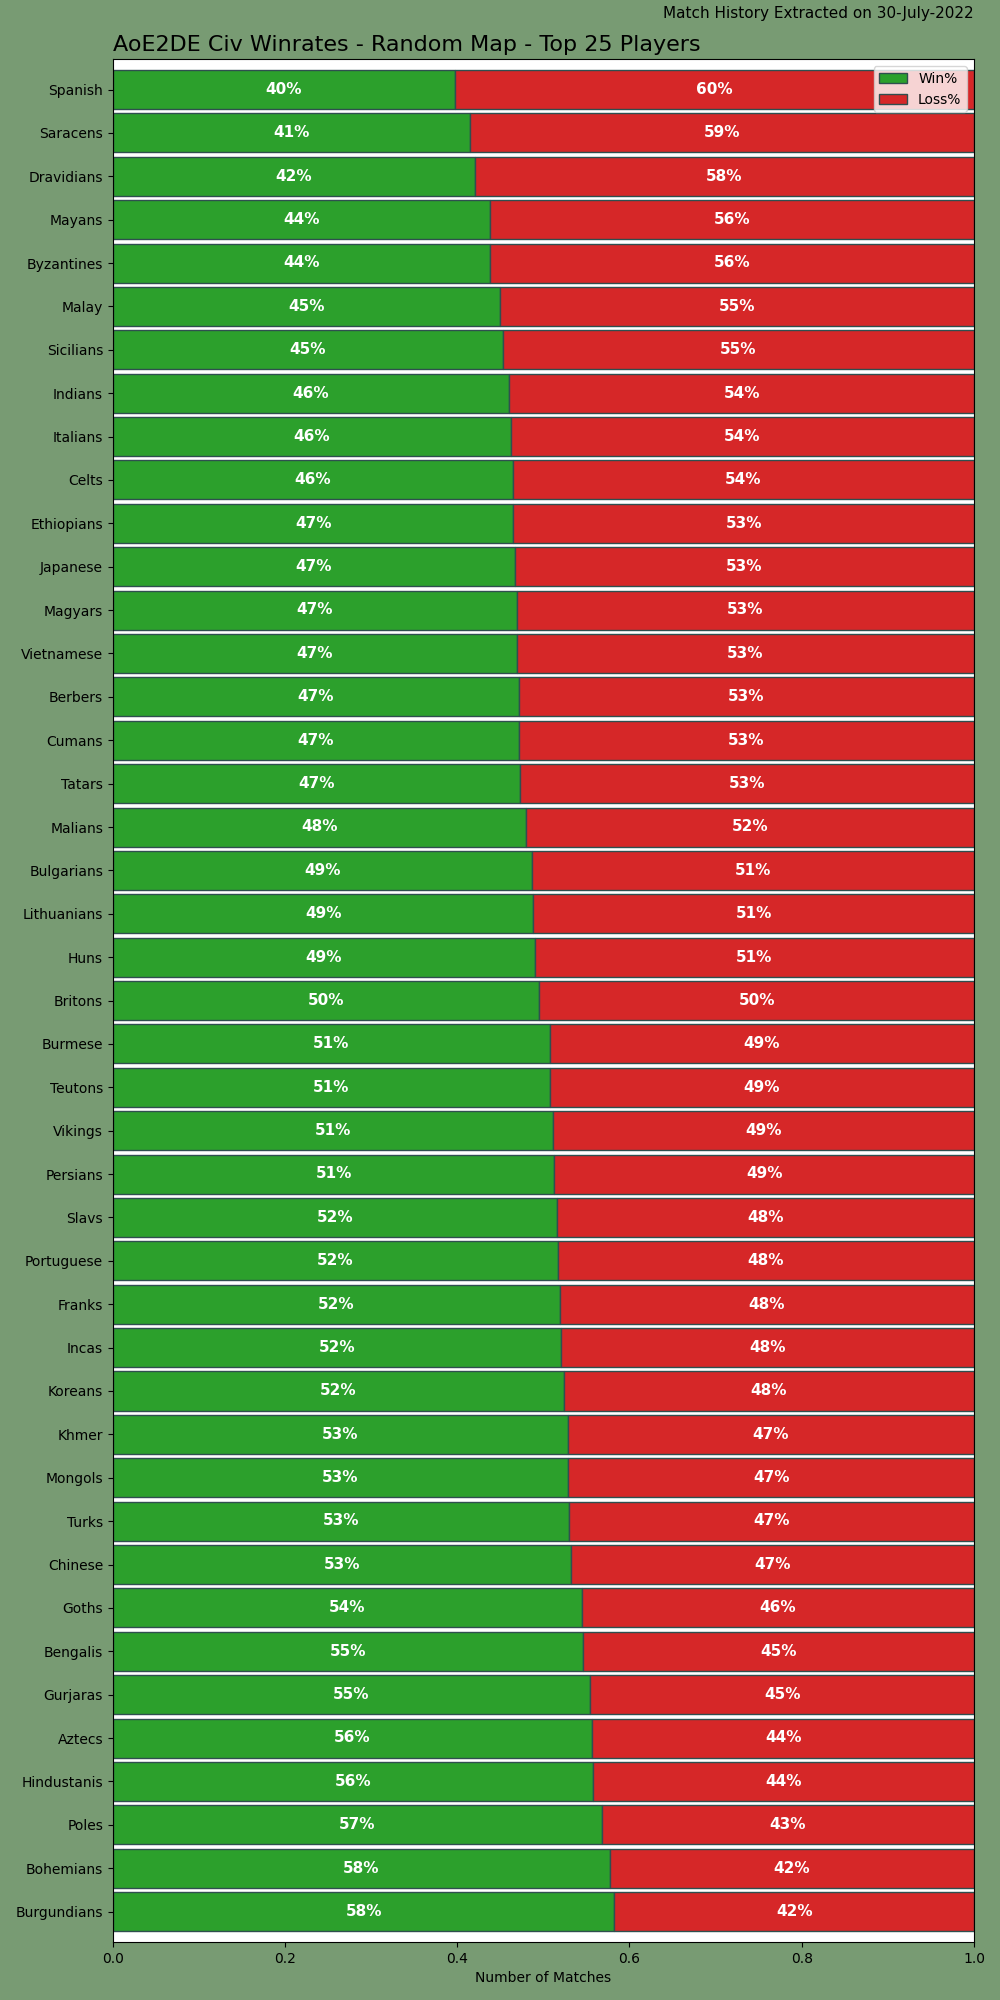 Match History Extracted on 30-July-2022
AoE2DE Civ Winrates - Random Map - Top 25 Players
Win%
Loss%
Spanish 40% 60%
Saracens 41% 59%
Dravidians 42% 58%
Mayans 44% 56%
Byzantines 44% 56%
Malay 45% 55%
Sicilians 45% 55%
Indians 46% 54%
Italians 46% 54%
Celts 46% 54%
Ethiopians 47% 53%
Japanese 47% 53%
Magyars 47% 53%
Vietnamese 47% 53%
Berbers 47% 53%
Cumans 47% 53%
Tatars 47% 53%
Malians 48% 52%
Bulgarians 49% 51%
Lithuanians 49% 51%
Huns 49% 51%
Britons 50% 50%
Burmese 51% 49%
Teutons 51% 49%
Vikings 51% 49%
Persians 51% 49%
Slavs 52% 48%
Portuguese 52% 48%
Franks 52% 48%
Incas 52% 48%
Koreans 52% 48%
Khmer 53% 47%
Mongols 53% 47%
Turks 53% 47%
Chinese 53% 47%
Goths 54% 46%
Bengalis 55% 45%
Gurjaras 55% 45%
Aztecs 56% 44%
Hindustanis 56% 44%
Poles 57% 43%
Bohemians 58% 42%
Burgundians 58% 42%
0.0 0.2 0.4 0.6 0.8 1.0
Number of Matches